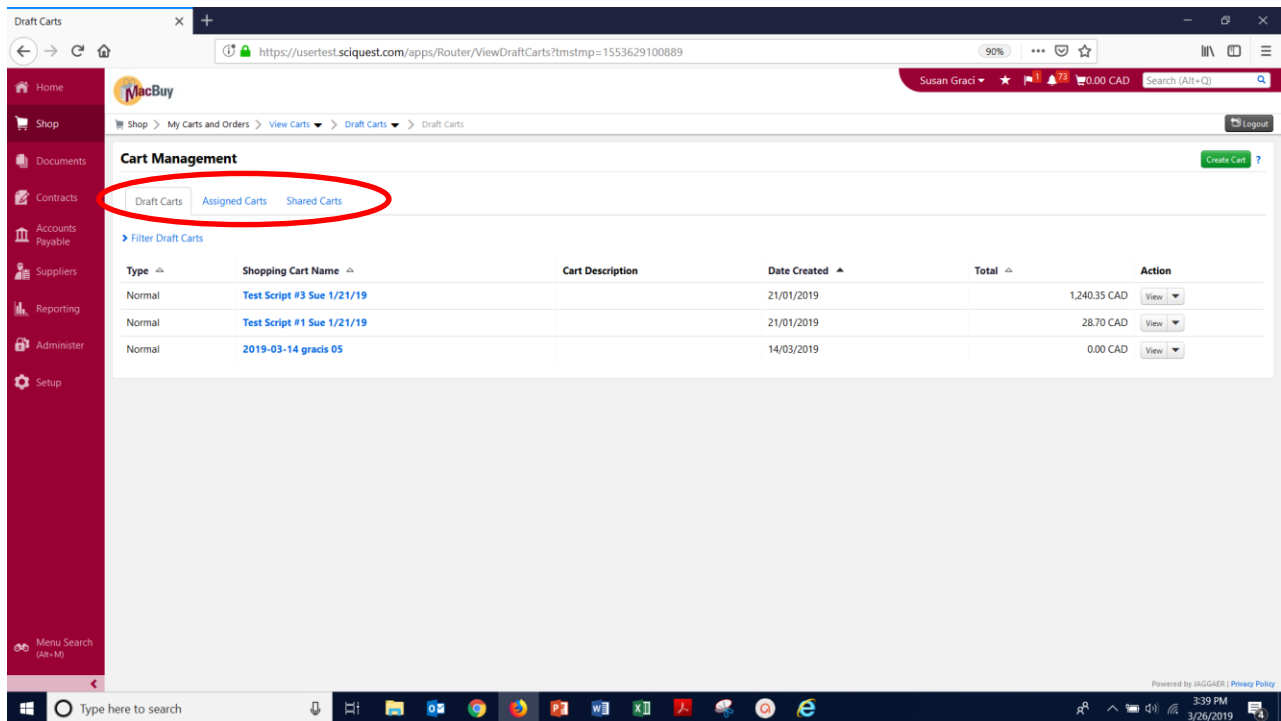 Draft Carts
https://usertest.sciquest.com/apps/Router/ViewDraftCarts?tmstmp=1553629100889
90%
Home
Shop
Documents
Contracts
Accounts
Payable
Suppliers
Reporting
Administer
Setup
Menu Search
(Alt+M)
MacBuy
Susan Graci
1
73
0.00 CAD
Search (Alt+Q)
Shop > My Carts and Orders > View Carts > Draft Carts > Draft Carts
Logout
Cart Management
Create Cart ?
Draft Carts Assigned Carts Shared Carts
Filter Draft Carts
Type Shopping Cart Name Cart Description Date Created Total Action
Normal Test Script #3 Sue 1/21/19 21/01/2019 1,240.35 CAD View
Normal Test Script #1 Sue 1/21/19 21/01/2019 28.70 CAD View
Normal 2019-03-14 gracis 05 14/03/2019 0.00 CAD View
Powered by JAGGAER | Privacy Policy
Type here to search
3:39 PM
3/26/2019
4